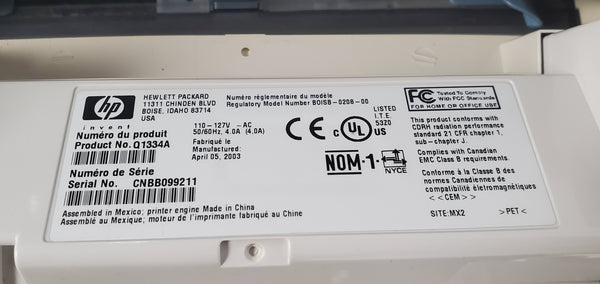 hp
invent
HEWLETT PACKARD
11311 CHINDEN BLVD
BOISE, IDAHO 83714
USA
Numéro du produit
Product No. Q1334A
Numéro de Série
Serial No. CNBB099211
Assembled in Mexico; printer engine Made in China
Assemblé au Mexique; moteur de l'imprimante fabriqué au Chine
Numéro réglementaire du modèle
Regulatory Model Number BOISB-0208-00
110-127V ~ AC
50/60Hz, 4.0A (4,0A)
Fabriqué le
Manufactured:
April 05, 2003
CE
C UL US
LISTED
I.T.E.
5320
NOM-1
NYCE
FC Tested To Comply
With FCC Standards
FOR HOME OR OFFICE USE
This product conforms with
CDRH radiation performance
standard 21 CFR chapter 1,
sub-chapter J.
Complies with Canadian
EMC Class B requirements.
Conforme à la Classe B des
normes Canadiennes de
compatibilité eletromagnétiques
<<CEM>>.
SITE:MX2
>PET<